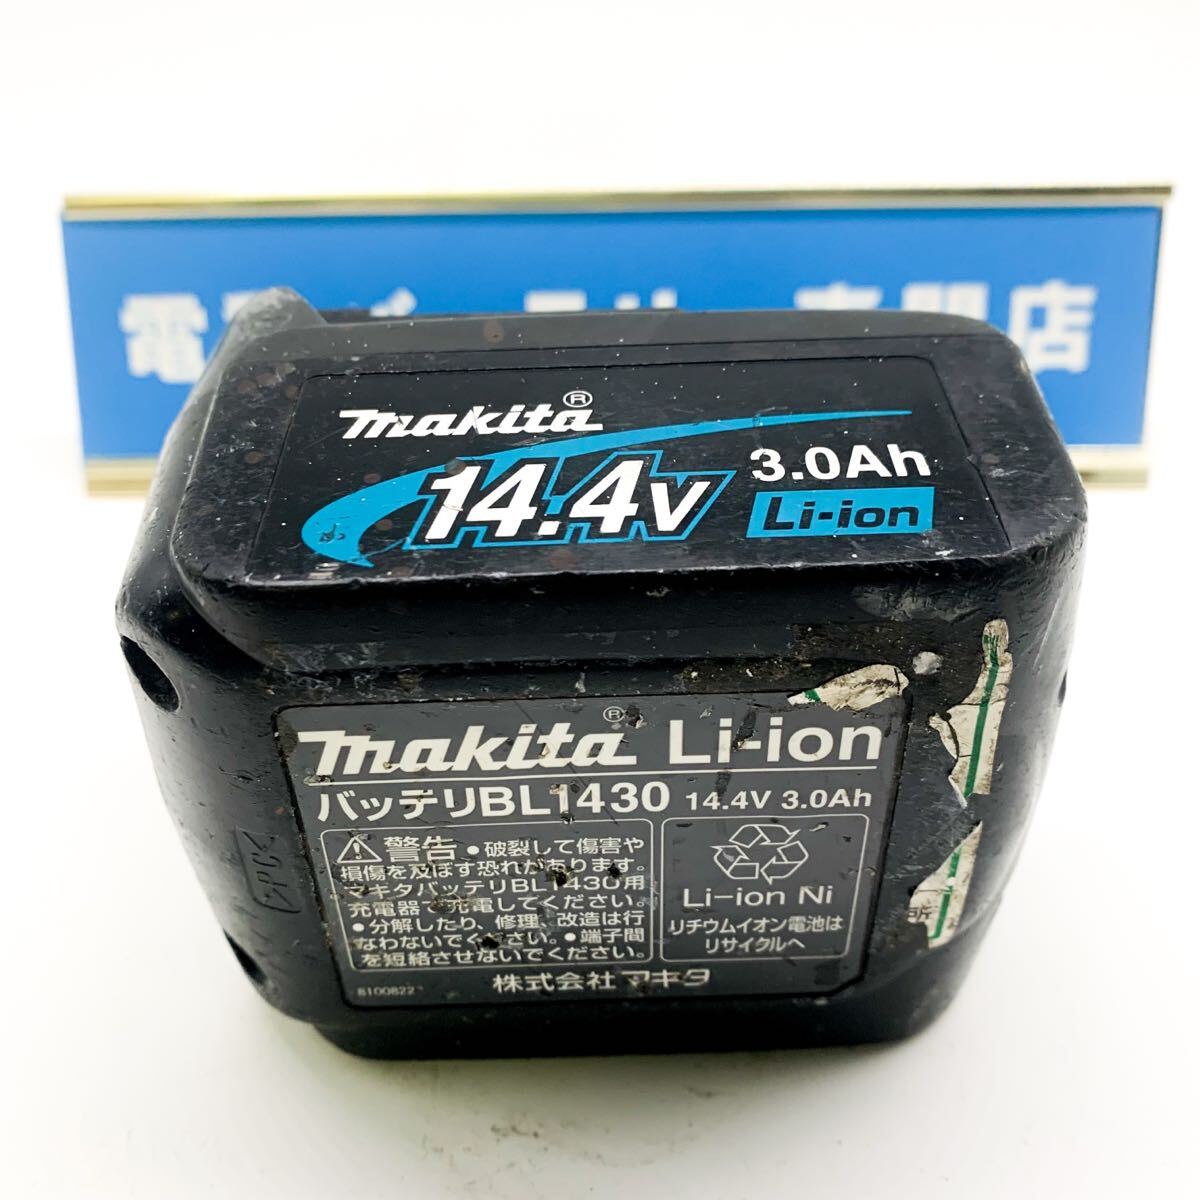 makita®
14.4V
3.0Ah
Li-ion
makita® Li-ion
バッテリBL1430 14.4V 3.0Ah
警告 ●破裂して傷害や
損傷を及ぼす恐れがあります。
マキタバッテリBL1430用
充電器で充電してください。
●分解したり、修理、改造は行
なわないでください。●端子間
を短絡させないでください。
Li-ion Ni
リチウムイオン電池は
リサイクルへ
株式会社マキタ
8100822
>PC<